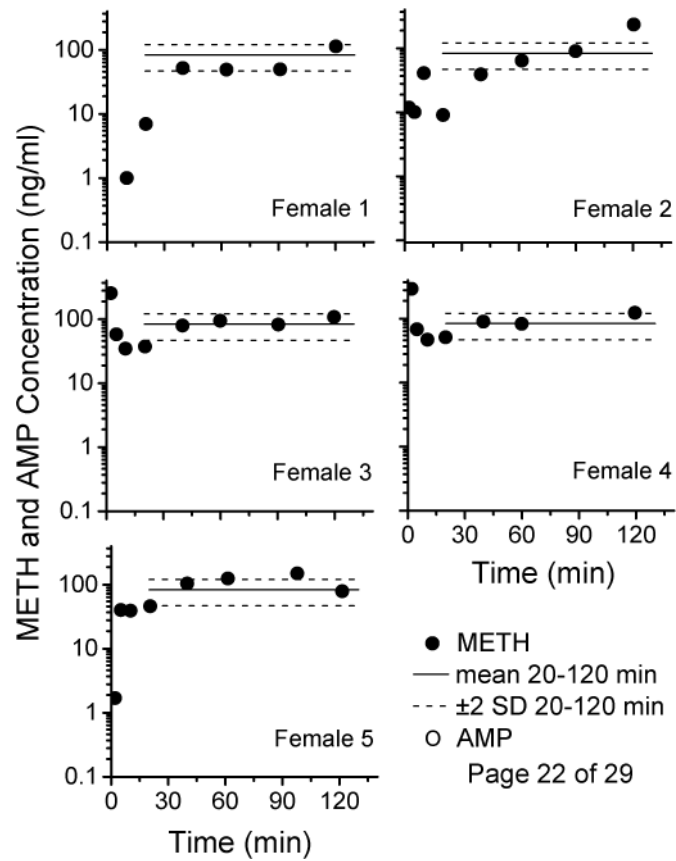 METH and AMP Concentration (ng/ml)
100
10
1
0.1
Female 1
100
10
1
0.1
Female 2
100
10
1
0.1
Female 3
100
10
1
0.1
Female 4
0 30 60 90 120
Time (min)
100
10
1
0.1
Female 5
0 30 60 90 120
Time (min)
METH
mean 20-120 min
±2 SD 20-120 min
AMP
Page 22 of 29